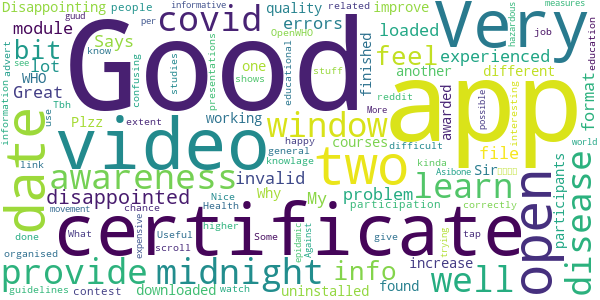 Disappointing people guud covid errors quality improve informative per related Very hazardous measures
module Says bit lot Good OpenWHO loaded experienced job education
WHO Great know confusing studies one shows presentations educational stuff finished feel another different
information advert see use Tbh Plzz extent working window reddit More difficult app possible interesting format
date video courses awarded file
link awareness invalid Why My two kinda Asibone Sir learn participants world
done movement What disappointed Nice Health chance problem participation correctly open disease
expensive Useful scroll higher general happy knowlage
certificate
organised Some epidemic Against give trying tap
provide midnight info increase well
guidelines contest downloaded watch uninstalled found